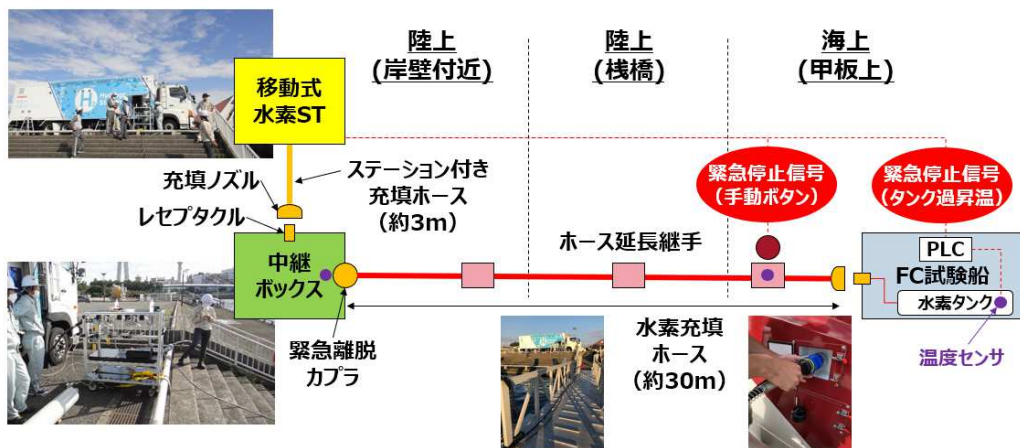 陸上
(岸壁付近)
陸上
(桟橋)
海上
(甲板上)
移動式
水素ST
充填ノズル
レセプタクル
ステーション付き
充填ホース
(約3m)
緊急停止信号
(手動ボタン)
緊急停止信号
(タンク過昇温)
中継
ボックス
ホース延長継手
PLC
FC試験船
水素タンク
緊急離脱
カプラ
水素充填
ホース
(約30m)
温度センサ